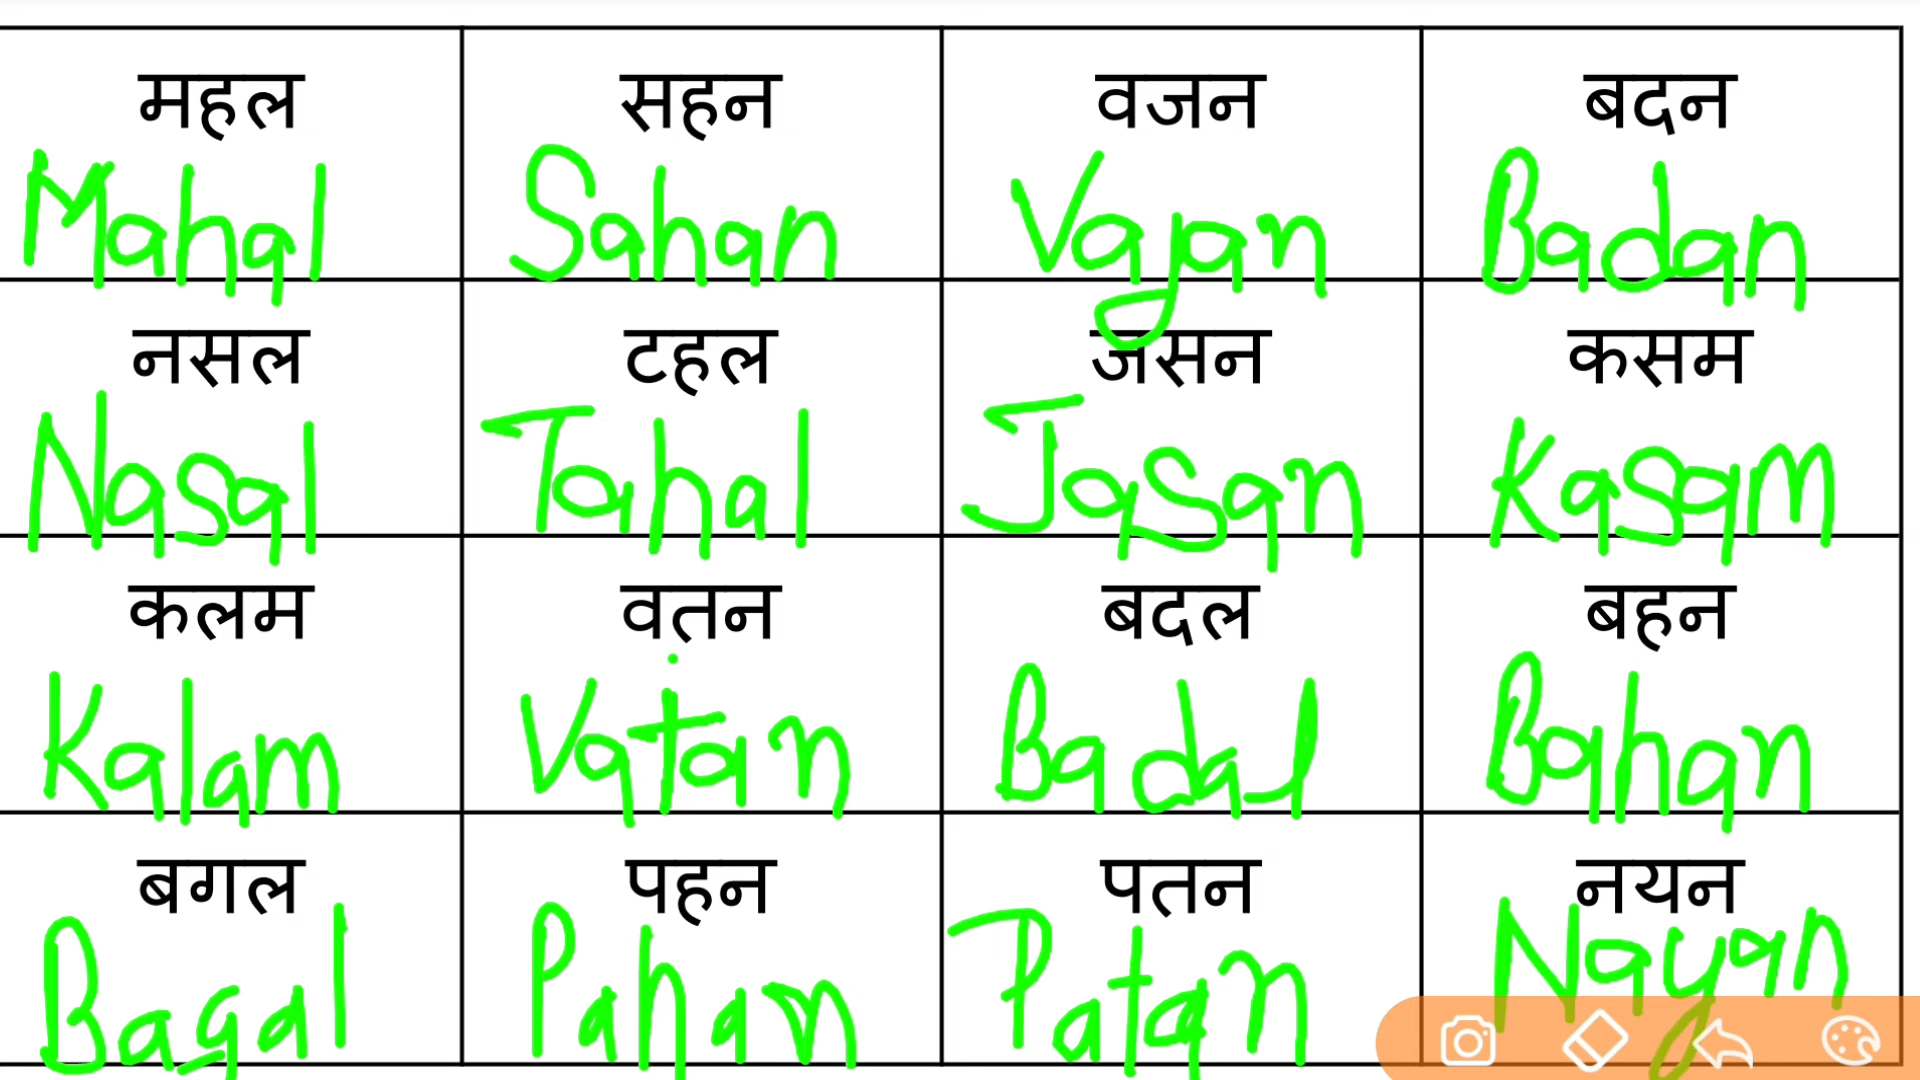 महल सहन वजन बदन
Mahal Sahan Vajan Badan
नसल टहल जसन कसम
Nasal Tahal Jasan Kasam
कलम वतन बदल बहन
Kalam Vatan Badal Bahan
बगल पहन पतन नयन
Bagal Pahan Patan Nayan